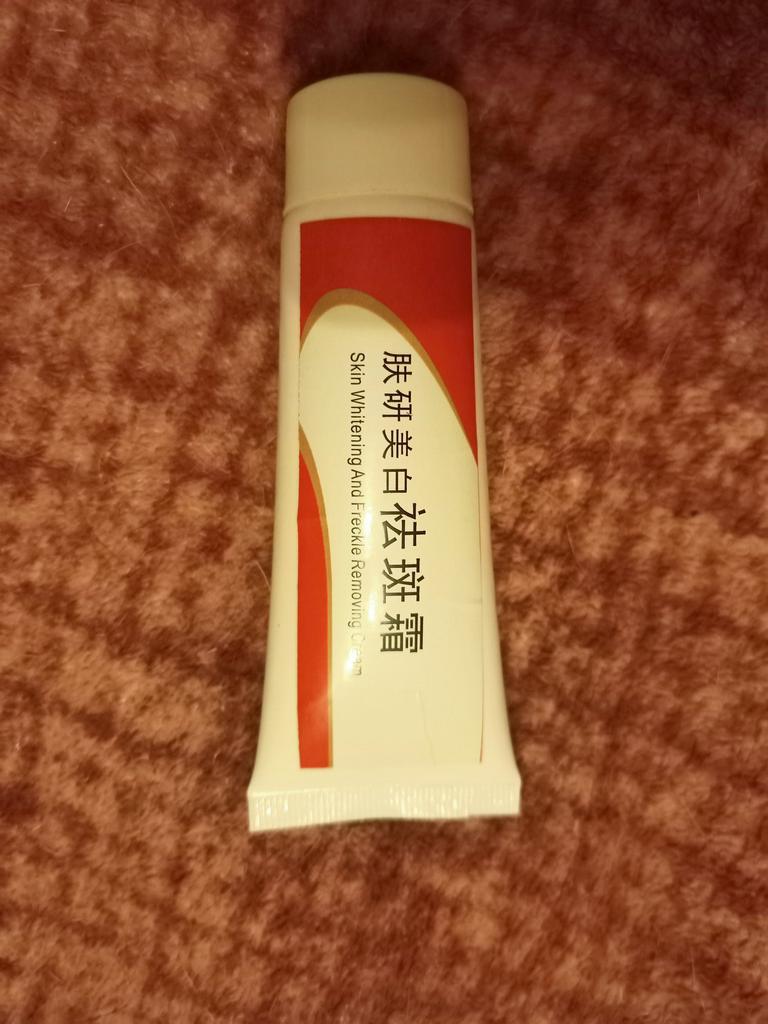 肤研美白祛斑霜
Skin Whitening And Freckle Removing Cream